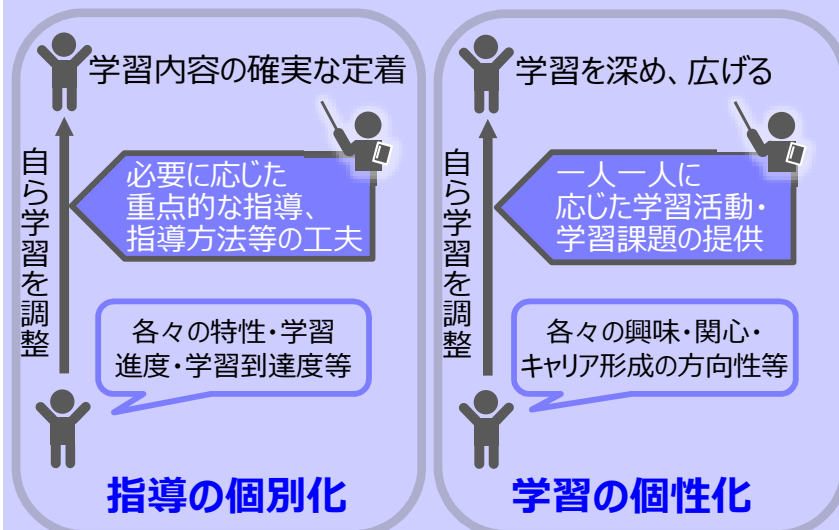 学習内容の確実な定着
自ら学習を調整
必要に応じた
重点的な指導、
指導方法等の工夫
各々の特性・学習
進度・学習到達度等
指導の個別化
学習を深め、広げる
自ら学習を調整
一人一人に
応じた学習活動・
学習課題の提供
各々の興味・関心・
キャリア形成の方向性等
学習の個性化